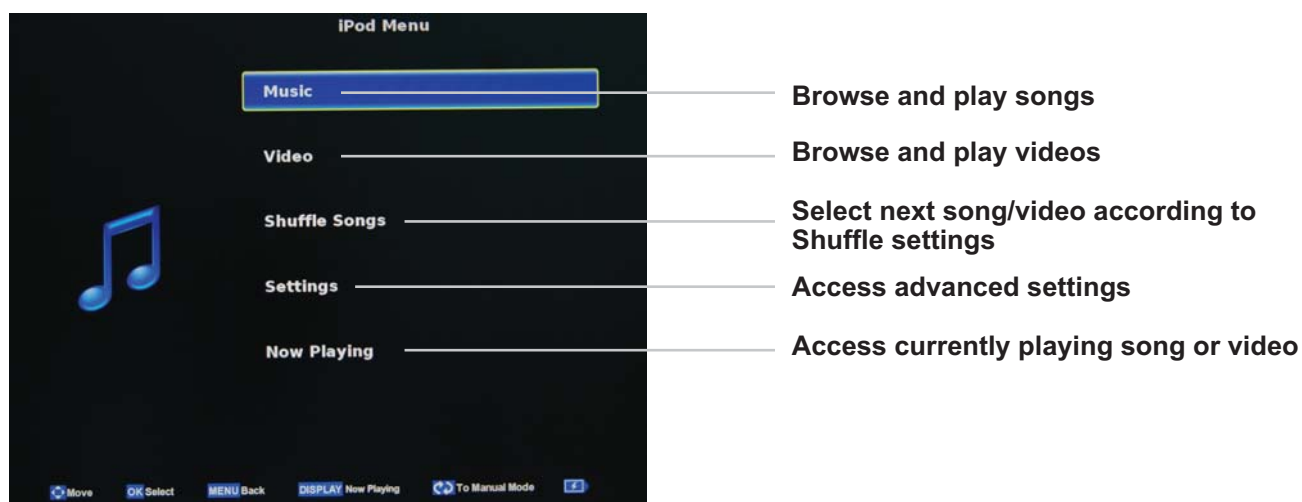 iPod Menu
Music
Browse and play songs
Video
Browse and play videos
Shuffle Songs
Select next song/video according to
Shuffle settings
Settings
Access advanced settings
Now Playing
Access currently playing song or video
Move OK Select MENU Back DISPLAY Now Playing To Manual Mode